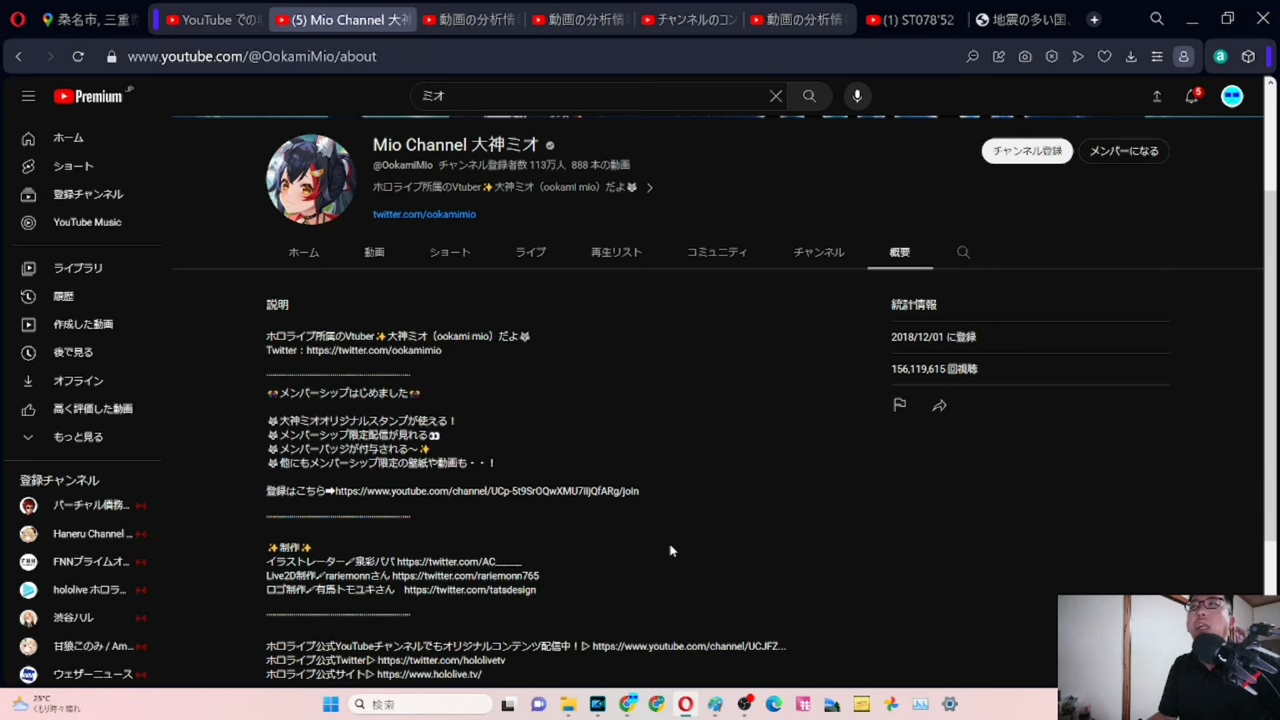 桑名市, 三重県
YouTube での
(5) Mio Channel 大神
動画の分析情
動画の分析情
チャンネルのコン
動画の分析情
(1) ST078'52
地震の多い国、
www.youtube.com/@OokamiMio/about
Premium JP
ミオ
5
ホーム
ショート
登録チャンネル
YouTube Music
ライブラリ
履歴
作成した動画
後で見る
オフライン
高く評価した動画
もっと見る
登録チャンネル
バーチャル債務...
Haneru Channel ...
FNNプライムオ...
hololive ホロラ...
渋谷ハル
甘狼このみ / Am...
ウェザーニュース
Mio Channel 大神ミオ
@OokamiMio チャンネル登録者数 113万人 888 本の動画
ホロライブ所属のVtuber✨大神ミオ（ookami mio）だよ🐺
twitter.com/ookamimio
チャンネル登録
メンバーになる
ホーム 動画 ショート ライブ 再生リスト コミュニティ チャンネル 概要
説明
ホロライブ所属のVtuber✨大神ミオ（ookami mio）だよ🐺
Twitter：https://twitter.com/ookamimio
メンバーシップはじめました
🐺大神ミオオリジナルスタンプが使える！
🐺メンバーシップ限定配信が見れる👀
🐺メンバーバッジが付与される～✨
🐺他にもメンバーシップ限定の壁紙や動画も・・！
登録はこちら➡https://www.youtube.com/channel/UCp-5t9SrOQwXMU7IIjQfARg/join
✨制作✨
イラストレーター／泉彩パパ https://twitter.com/AC_____
Live2D制作／rariemonnさん https://twitter.com/rariemonn765
ロゴ制作／有馬トモユキさん https://twitter.com/tatsdesign
ホロライブ公式YouTubeチャンネルでもオリジナルコンテンツ配信中！▷ https://www.youtube.com/channel/UCJFZ...
ホロライブ公式Twitter▷ https://twitter.com/hololivetv
ホロライブ公式サイト▷ https://www.hololive.tv/
統計情報
2018/12/01 に登録
156,119,615 回視聴
25°C
くもり時々晴れ
検索